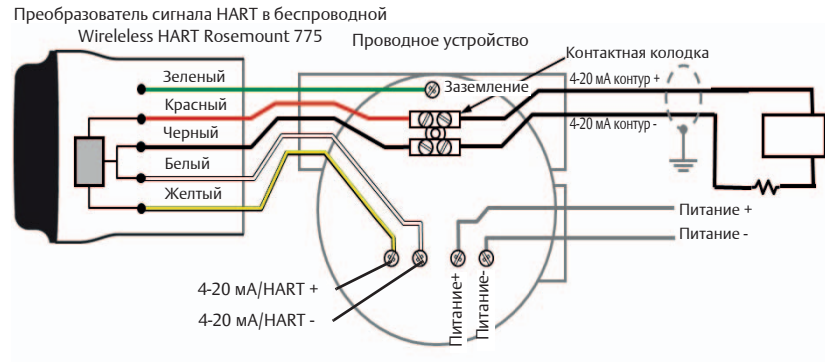 Преобразователь сигнала HART в беспроводной
Wireleless HART Rosemount 775
Проводное устройство
Контактная колодка
Зеленый
Заземление
4-20 мА контур +
Красный
Черный
4-20 мА контур -
Белый
Желтый
Питание +
Питание -
4-20 мА/HART +
4-20 мА/HART -
Питание+
Питание-